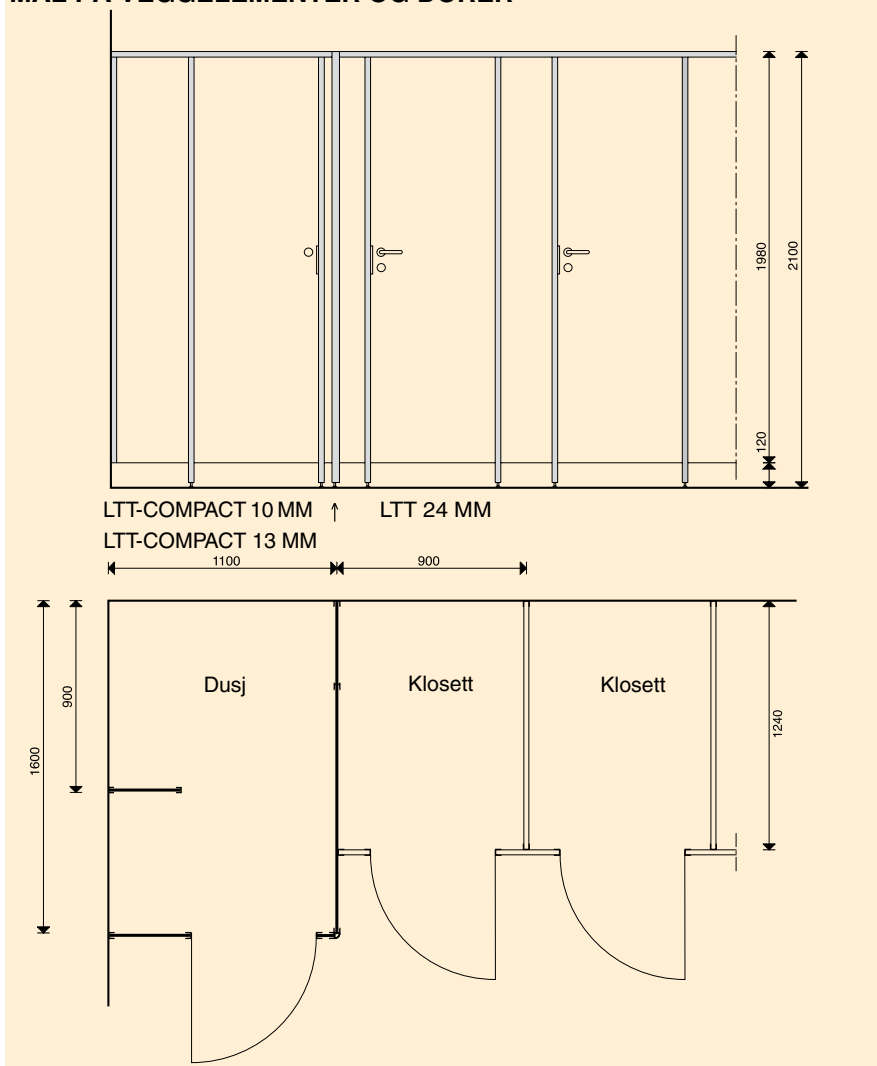 1980
2100
120
LTT-COMPACT 10 MM ↑ LTT 24 MM
LTT-COMPACT 13 MM
1100
900
Dusj
Klosett
Klosett
900
1600
1240